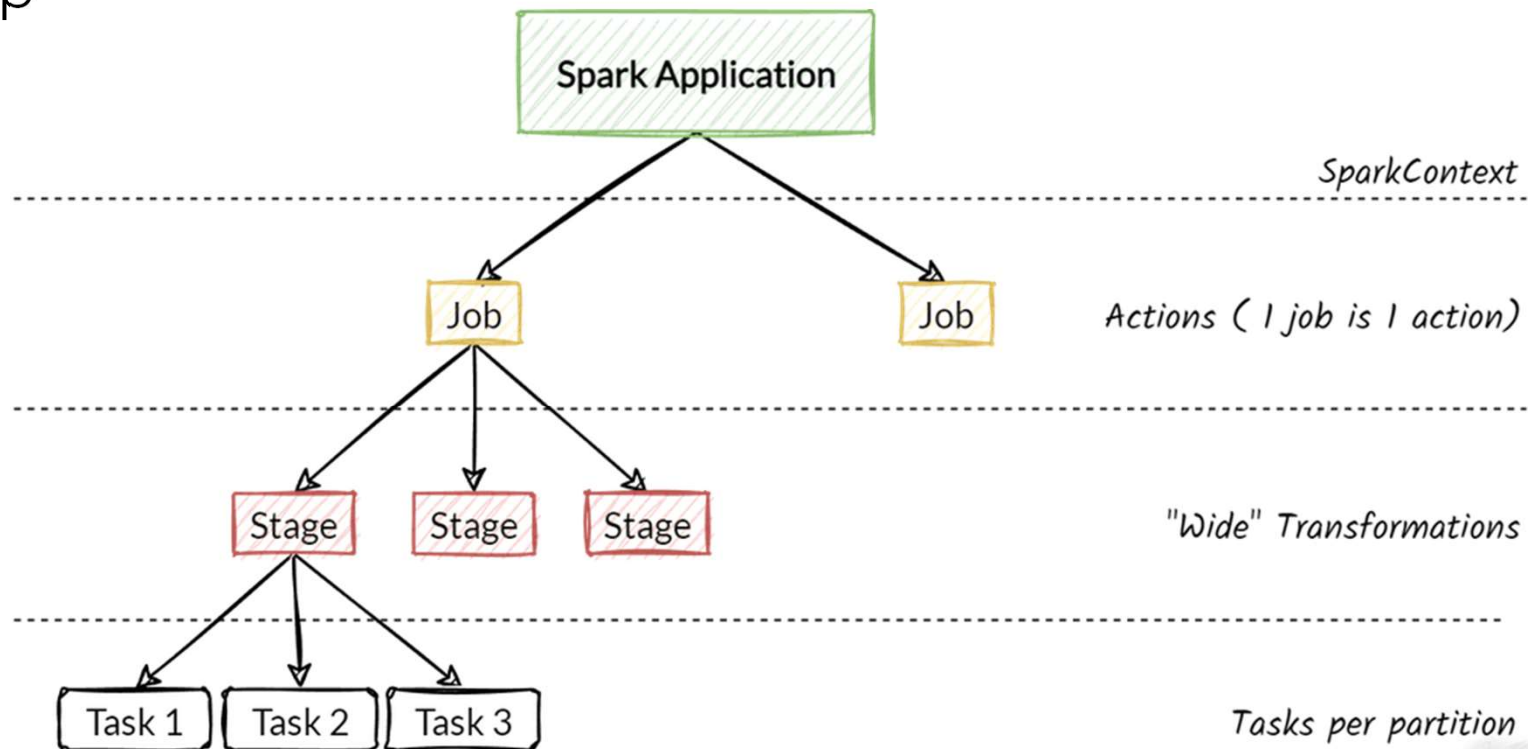 p
Spark Application
SparkContext
Job
Job
Actions ( 1 job is 1 action)
Stage
Stage
Stage
"Wide" Transformations
Task 1
Task 2
Task 3
Tasks per partition